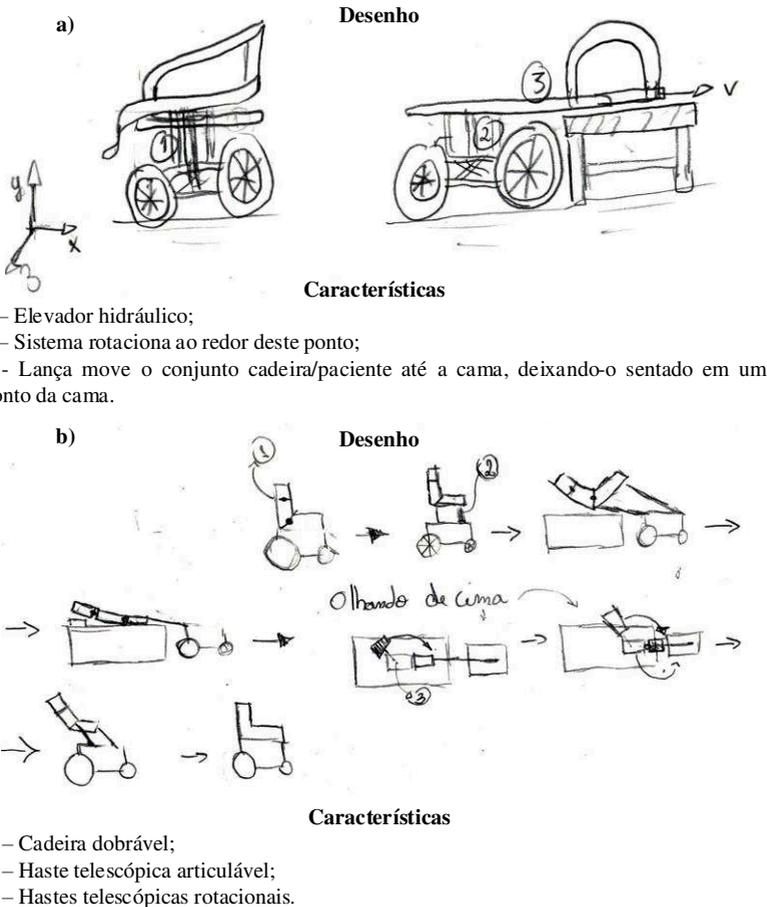 a)
Desenho
1
2
3
v
y
x
3
Características
– Elevador hidráulico;
– Sistema rotaciona ao redor deste ponto;
- Lança move o conjunto cadeira/paciente até a cama, deixando-o sentado em um
onto da cama.
b)
Desenho
1
2
Olhando de cima
3
Características
– Cadeira dobrável;
– Haste telescópica articulável;
– Hastes telescópicas rotacionais.